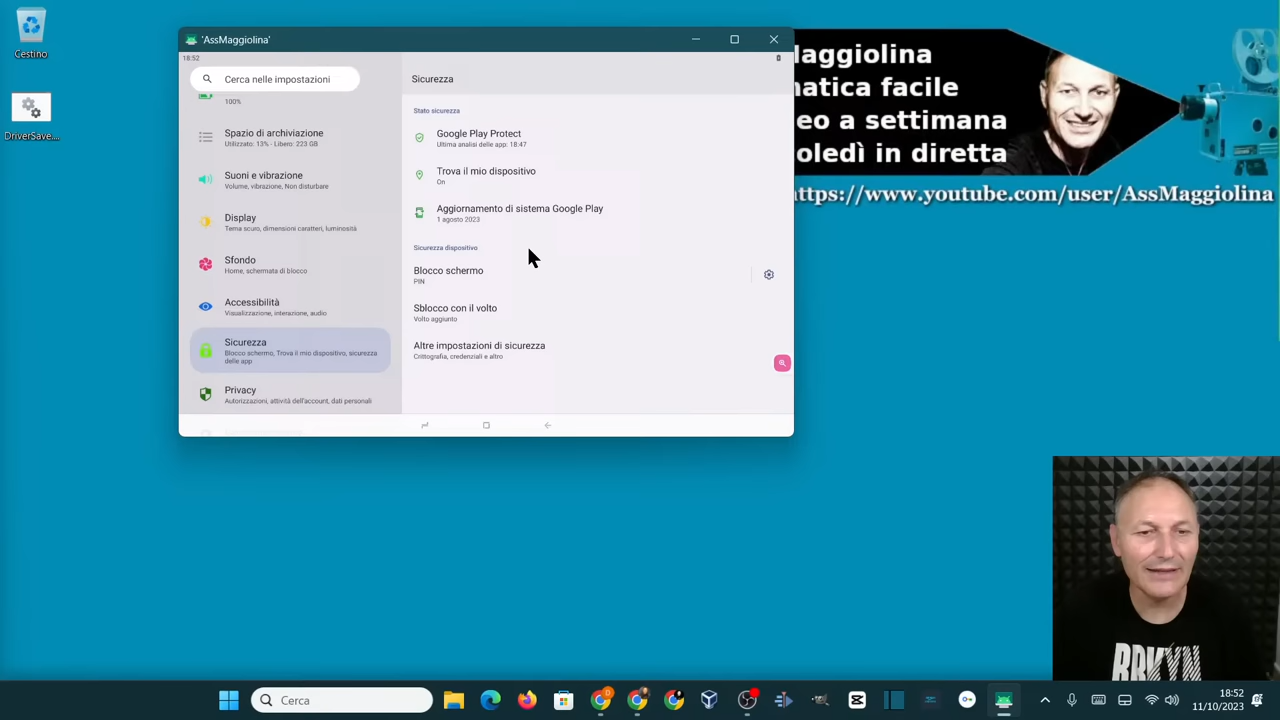 Cestino
DriverSave....
'AssMaggiolina'
18:52
Cerca nelle impostazioni
100%
Spazio di archiviazione
Utilizzato: 13% - Libero: 223 GB
Suoni e vibrazione
Volume, vibrazione, Non disturbare
Display
Tema scuro, dimensioni caratteri, luminosità
Sfondo
Home, schermata di blocco
Accessibilità
Visualizzazione, interazione, audio
Sicurezza
Blocco schermo, Trova il mio dispositivo, sicurezza
delle app
Privacy
Autorizzazioni, attività dell'account, dati personali
Sicurezza
Stato sicurezza
Google Play Protect
Ultima analisi delle app: 18:47
Trova il mio dispositivo
On
Aggiornamento di sistema Google Play
1 agosto 2023
Sicurezza dispositivo
Blocco schermo
PIN
Sblocco con il volto
Volto aggiunto
Altre impostazioni di sicurezza
Crittografia, credenziali e altro
laggiolina
natica facile
eo a settimana
oledì in diretta
https://www.youtube.com/user/AssMaggiolina
BRKYN
Cerca
18:52
11/10/2023